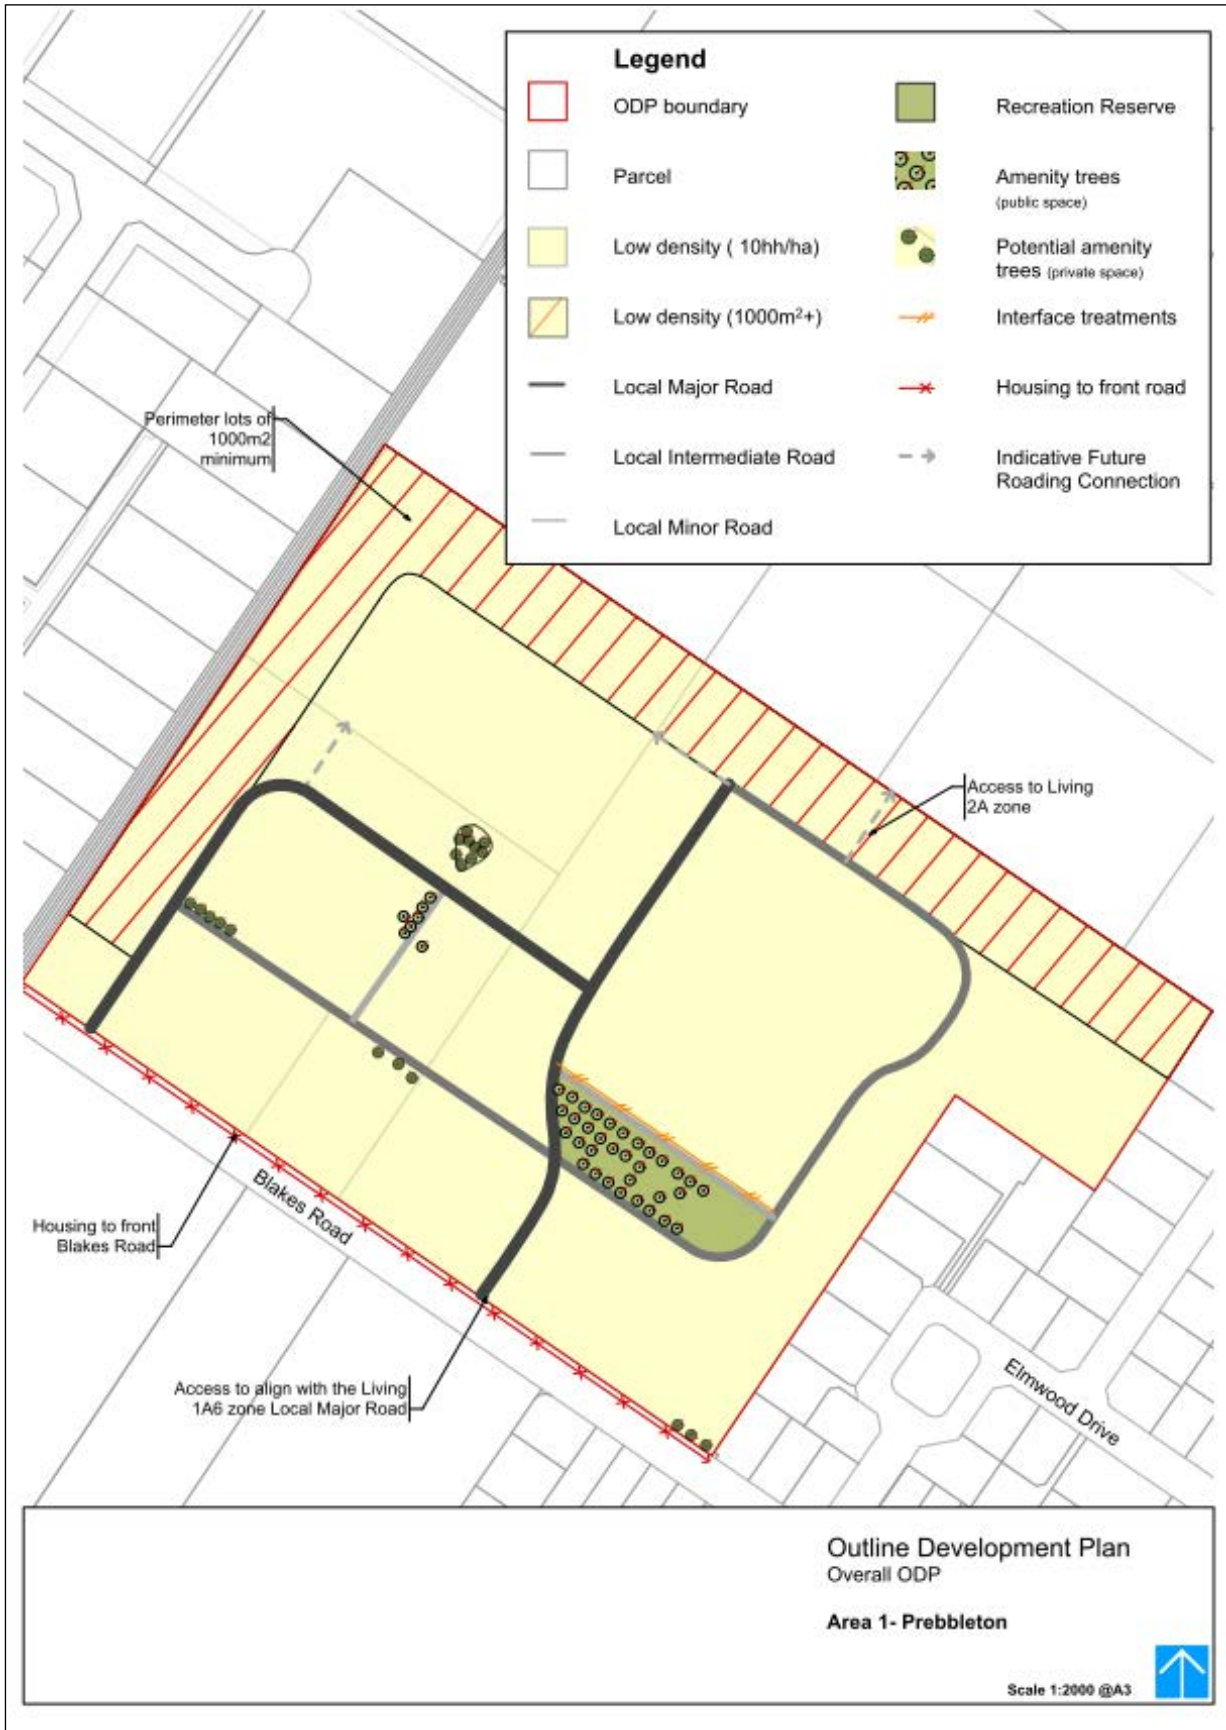 Legend
ODP boundary
Parcel
Low density ( 10hh/ha)
Low density (1000m²+)
Local Major Road
Local Intermediate Road
Local Minor Road
Recreation Reserve
Amenity trees
(public space)
Potential amenity
trees (private space)
Interface treatments
Housing to front road
Indicative Future
Roading Connection
Perimeter lots of
1000m2
minimum
Access to Living
2A zone
Housing to front
Blakes Road
Blakes Road
Access to align with the Living
1A6 zone Local Major Road
Elmwood Drive
Outline Development Plan
Overall ODP
Area 1- Prebbleton
Scale 1:2000 @A3